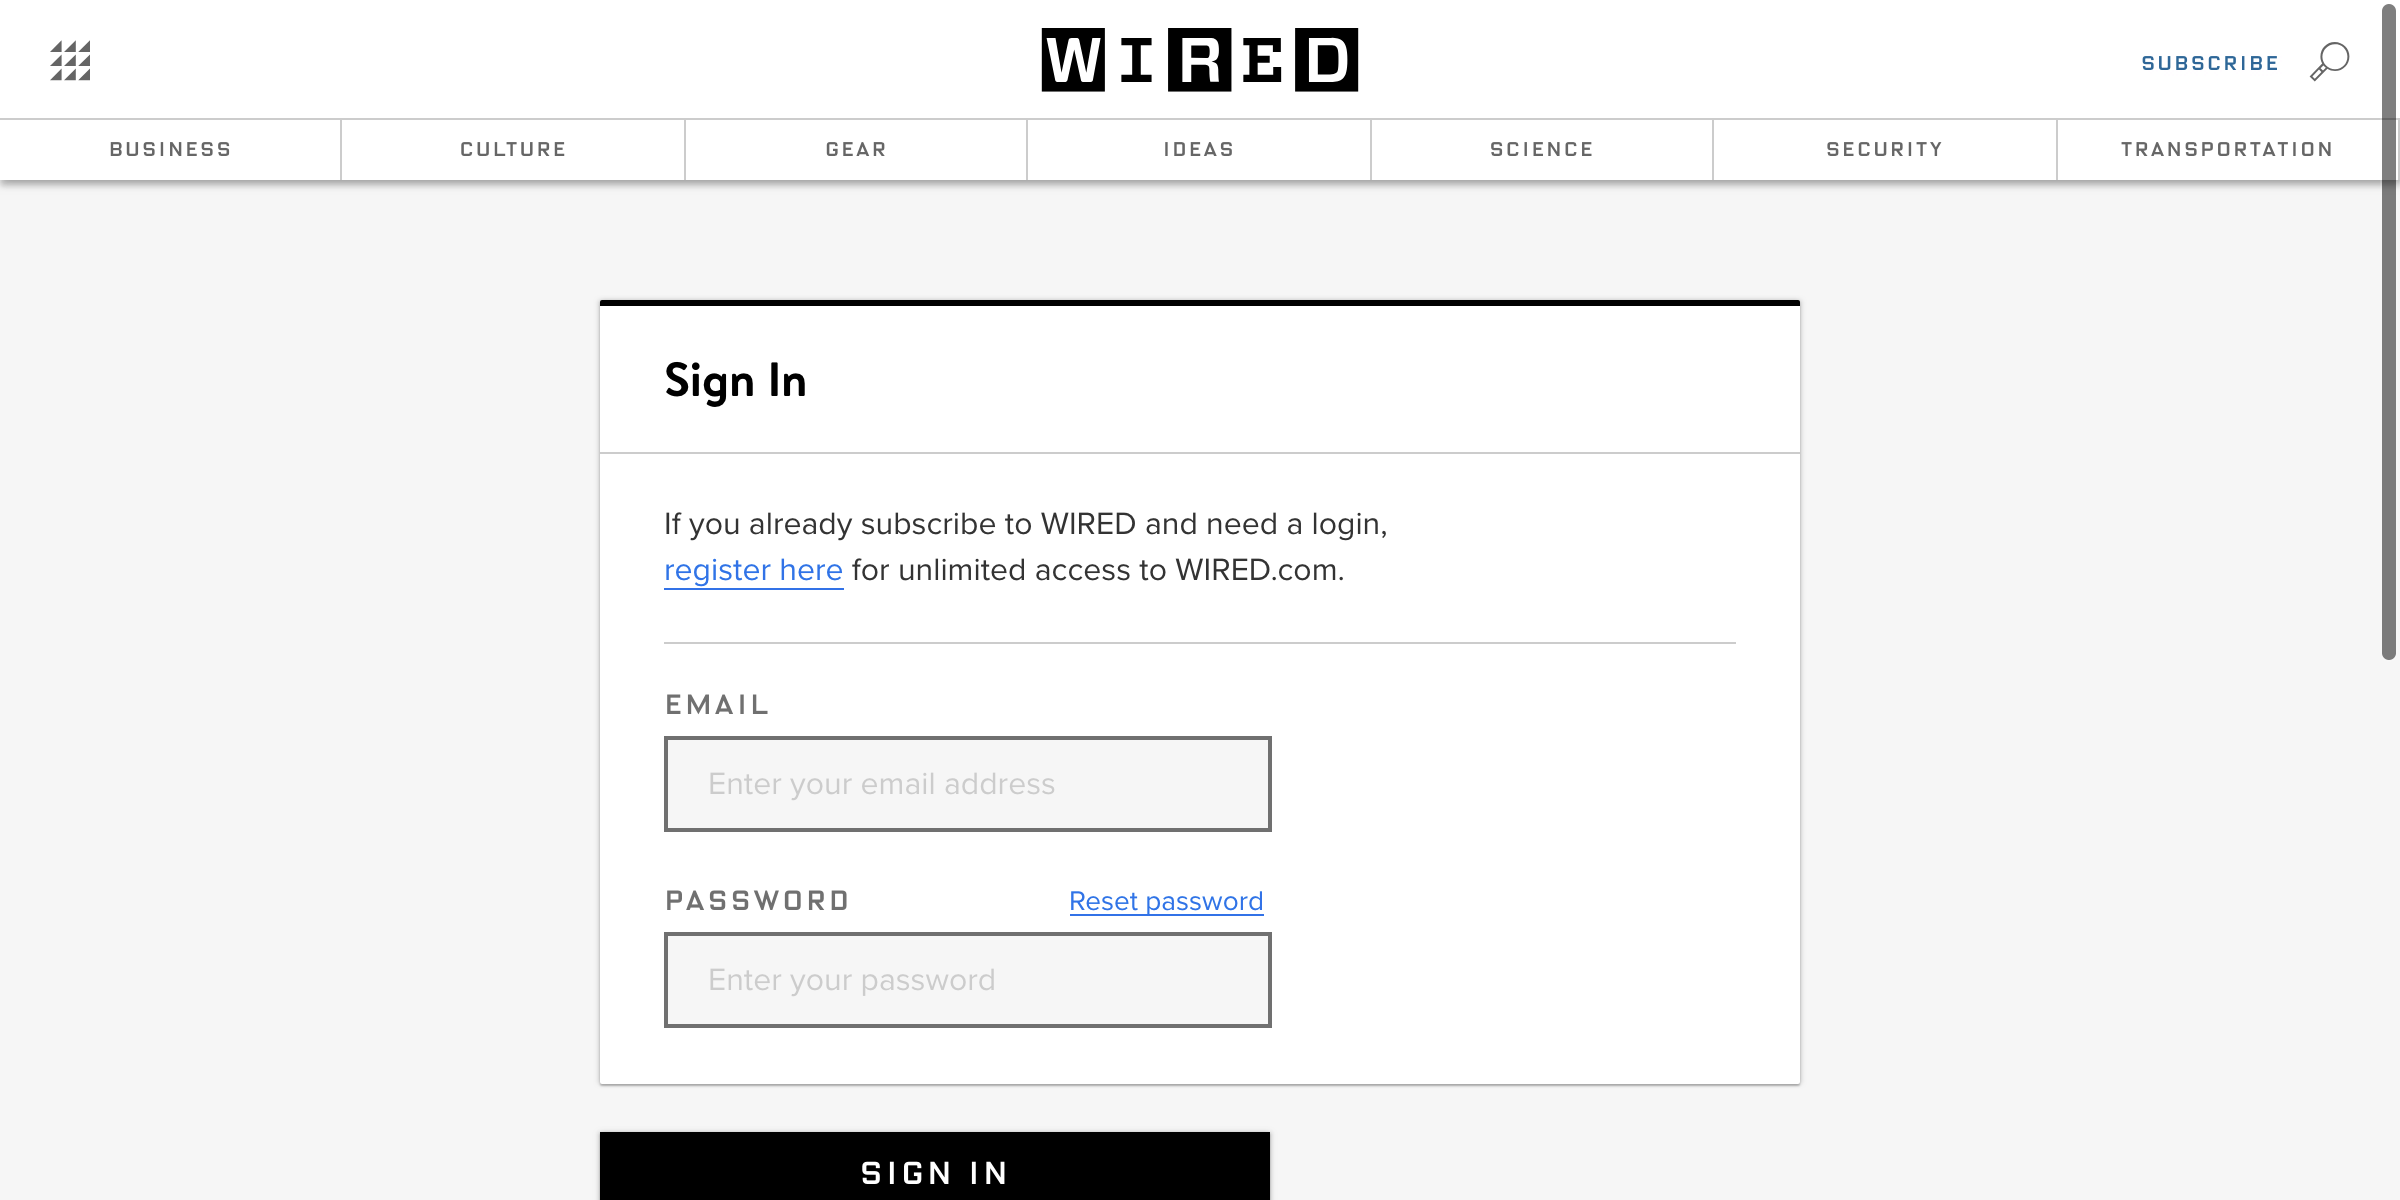 WIRED
SUBSCRIBE
BUSINESS
CULTURE
GEAR
IDEAS
SCIENCE
SECURITY
TRANSPORTATION
Sign In
If you already subscribe to WIRED and need a login,
register here for unlimited access to WIRED.com.
EMAIL
Enter your email address
PASSWORD
Reset password
Enter your password
SIGN IN